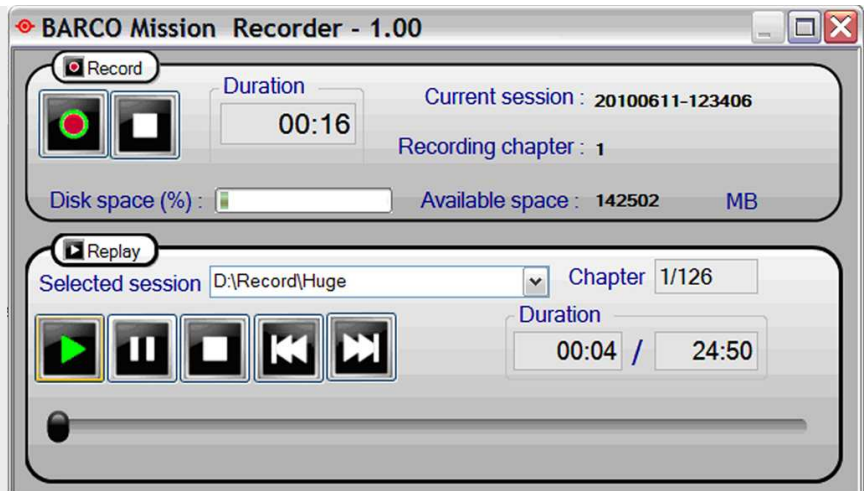 BARCO Mission Recorder - 1.00
Record
Duration
00:16
Current session : 20100611-123406
Recording chapter : 1
Disk space (%) :
Available space : 142502 MB
Replay
Selected session D:\Record\Huge
Chapter 1/126
Duration
00:04 / 24:50